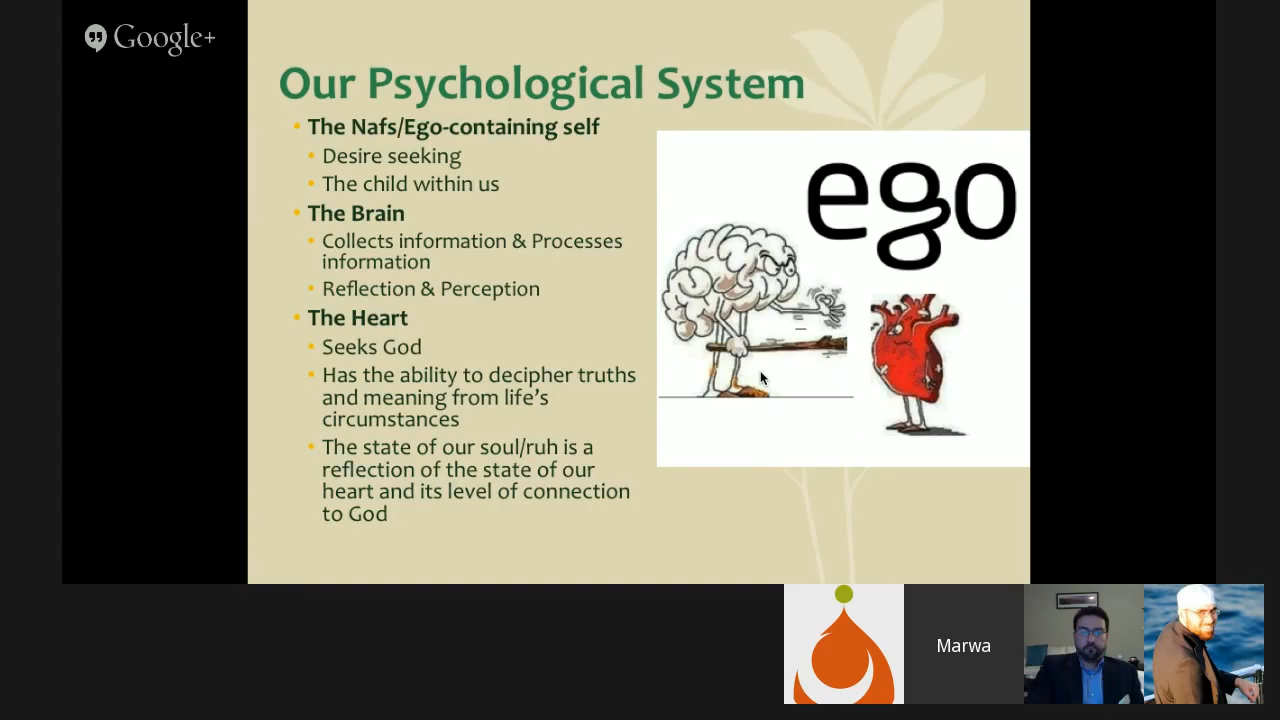 Google+
Our Psychological System
• The Nafs/Ego-containing self
• Desire seeking
• The child within us
• The Brain
• Collects information & Processes
information
• Reflection & Perception
• The Heart
• Seeks God
• Has the ability to decipher truths
and meaning from life’s
circumstances
• The state of our soul/ruh is a
reflection of the state of our
heart and its level of connection
to God
ego
Marwa